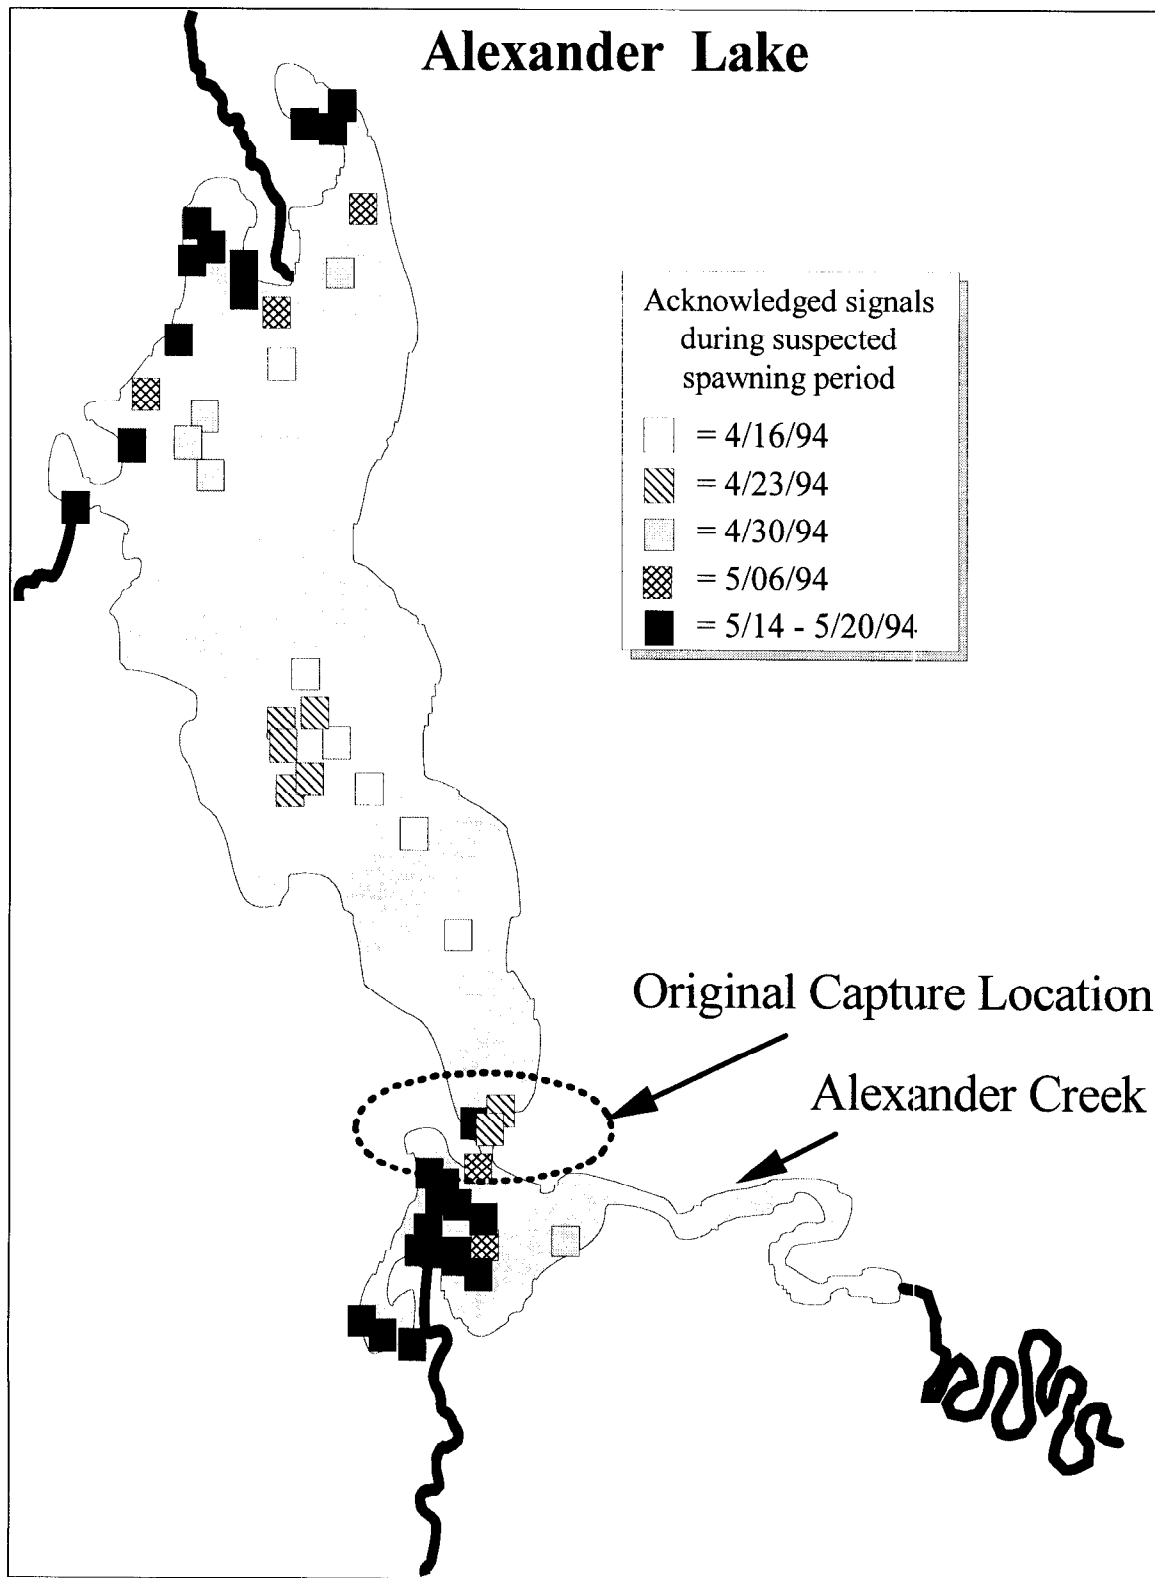 Alexander Lake
Acknowledged signals
during suspected
spawning period
= 4/16/94
= 4/23/94
= 4/30/94
= 5/06/94
= 5/14 - 5/20/94
Original Capture Location
Alexander Creek